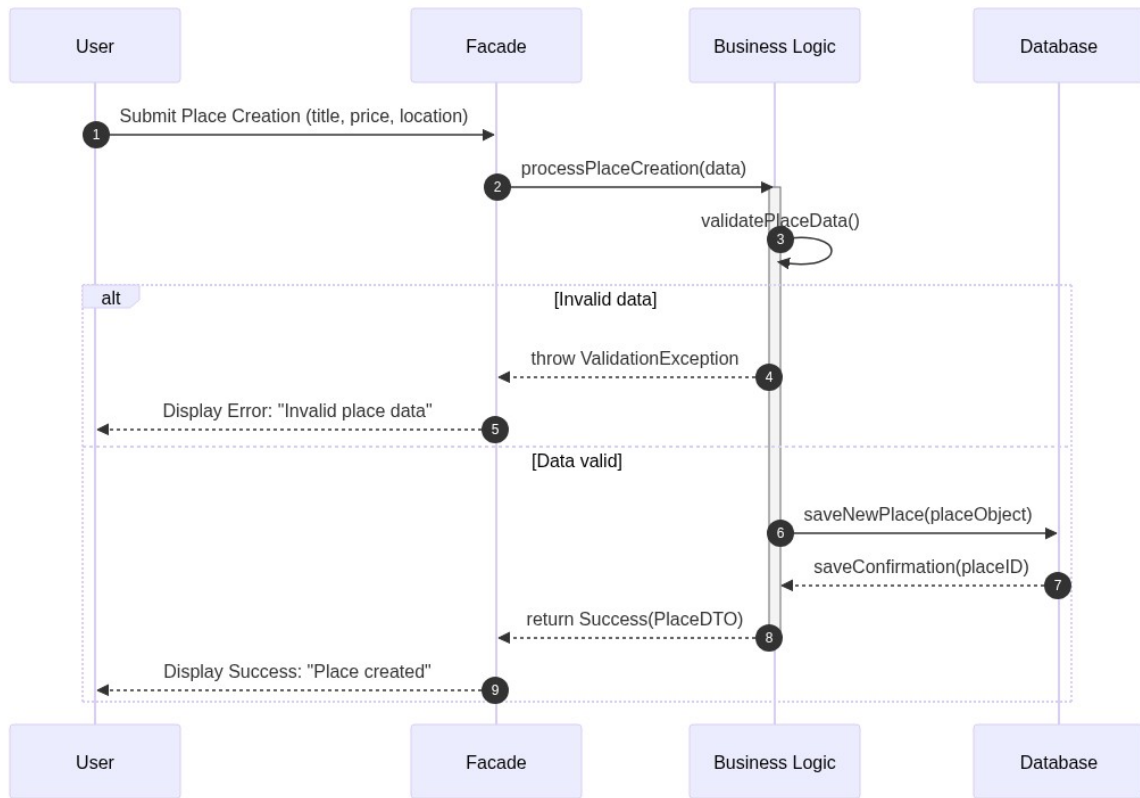 User
Facade
Business Logic
Database
Submit Place Creation (title, price, location)
1
processPlaceCreation(data)
2
validatePlaceData()
3
alt
[Invalid data]
throw ValidationException
4
Display Error: "Invalid place data"
5
[Data valid]
saveNewPlace(placeObject)
6
saveConfirmation(placeID)
7
return Success(PlaceDTO)
8
Display Success: "Place created"
9
User
Facade
Business Logic
Database